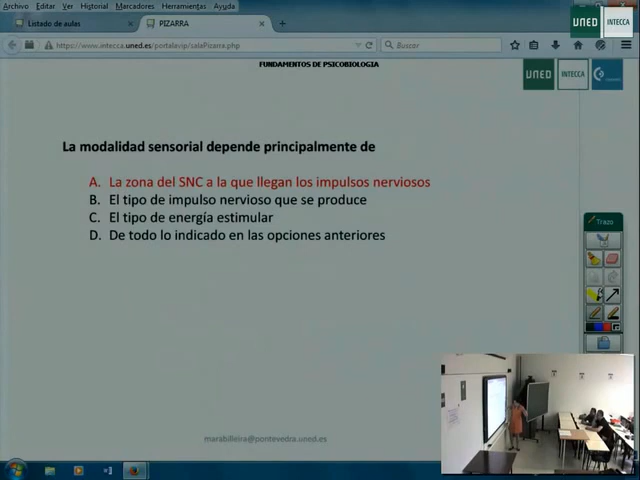 Archivo Editar Ver Historial Marcadores Herramientas Ayuda
Listado de aulas
PIZARRA
UNED
INTECCA
https://www.intecca.uned.es/portalavip/salaPizarra.php
Buscar
FUNDAMENTOS DE PSICOBIOLOGIA
UNED
INTECCA
La modalidad sensorial depende principalmente de
A. La zona del SNC a la que llegan los impulsos nerviosos
B. El tipo de impulso nervioso que se produce
C. El tipo de energía estimular
D. De todo lo indicado en las opciones anteriores
Trazo
marabilleira@pontevedra.uned.es